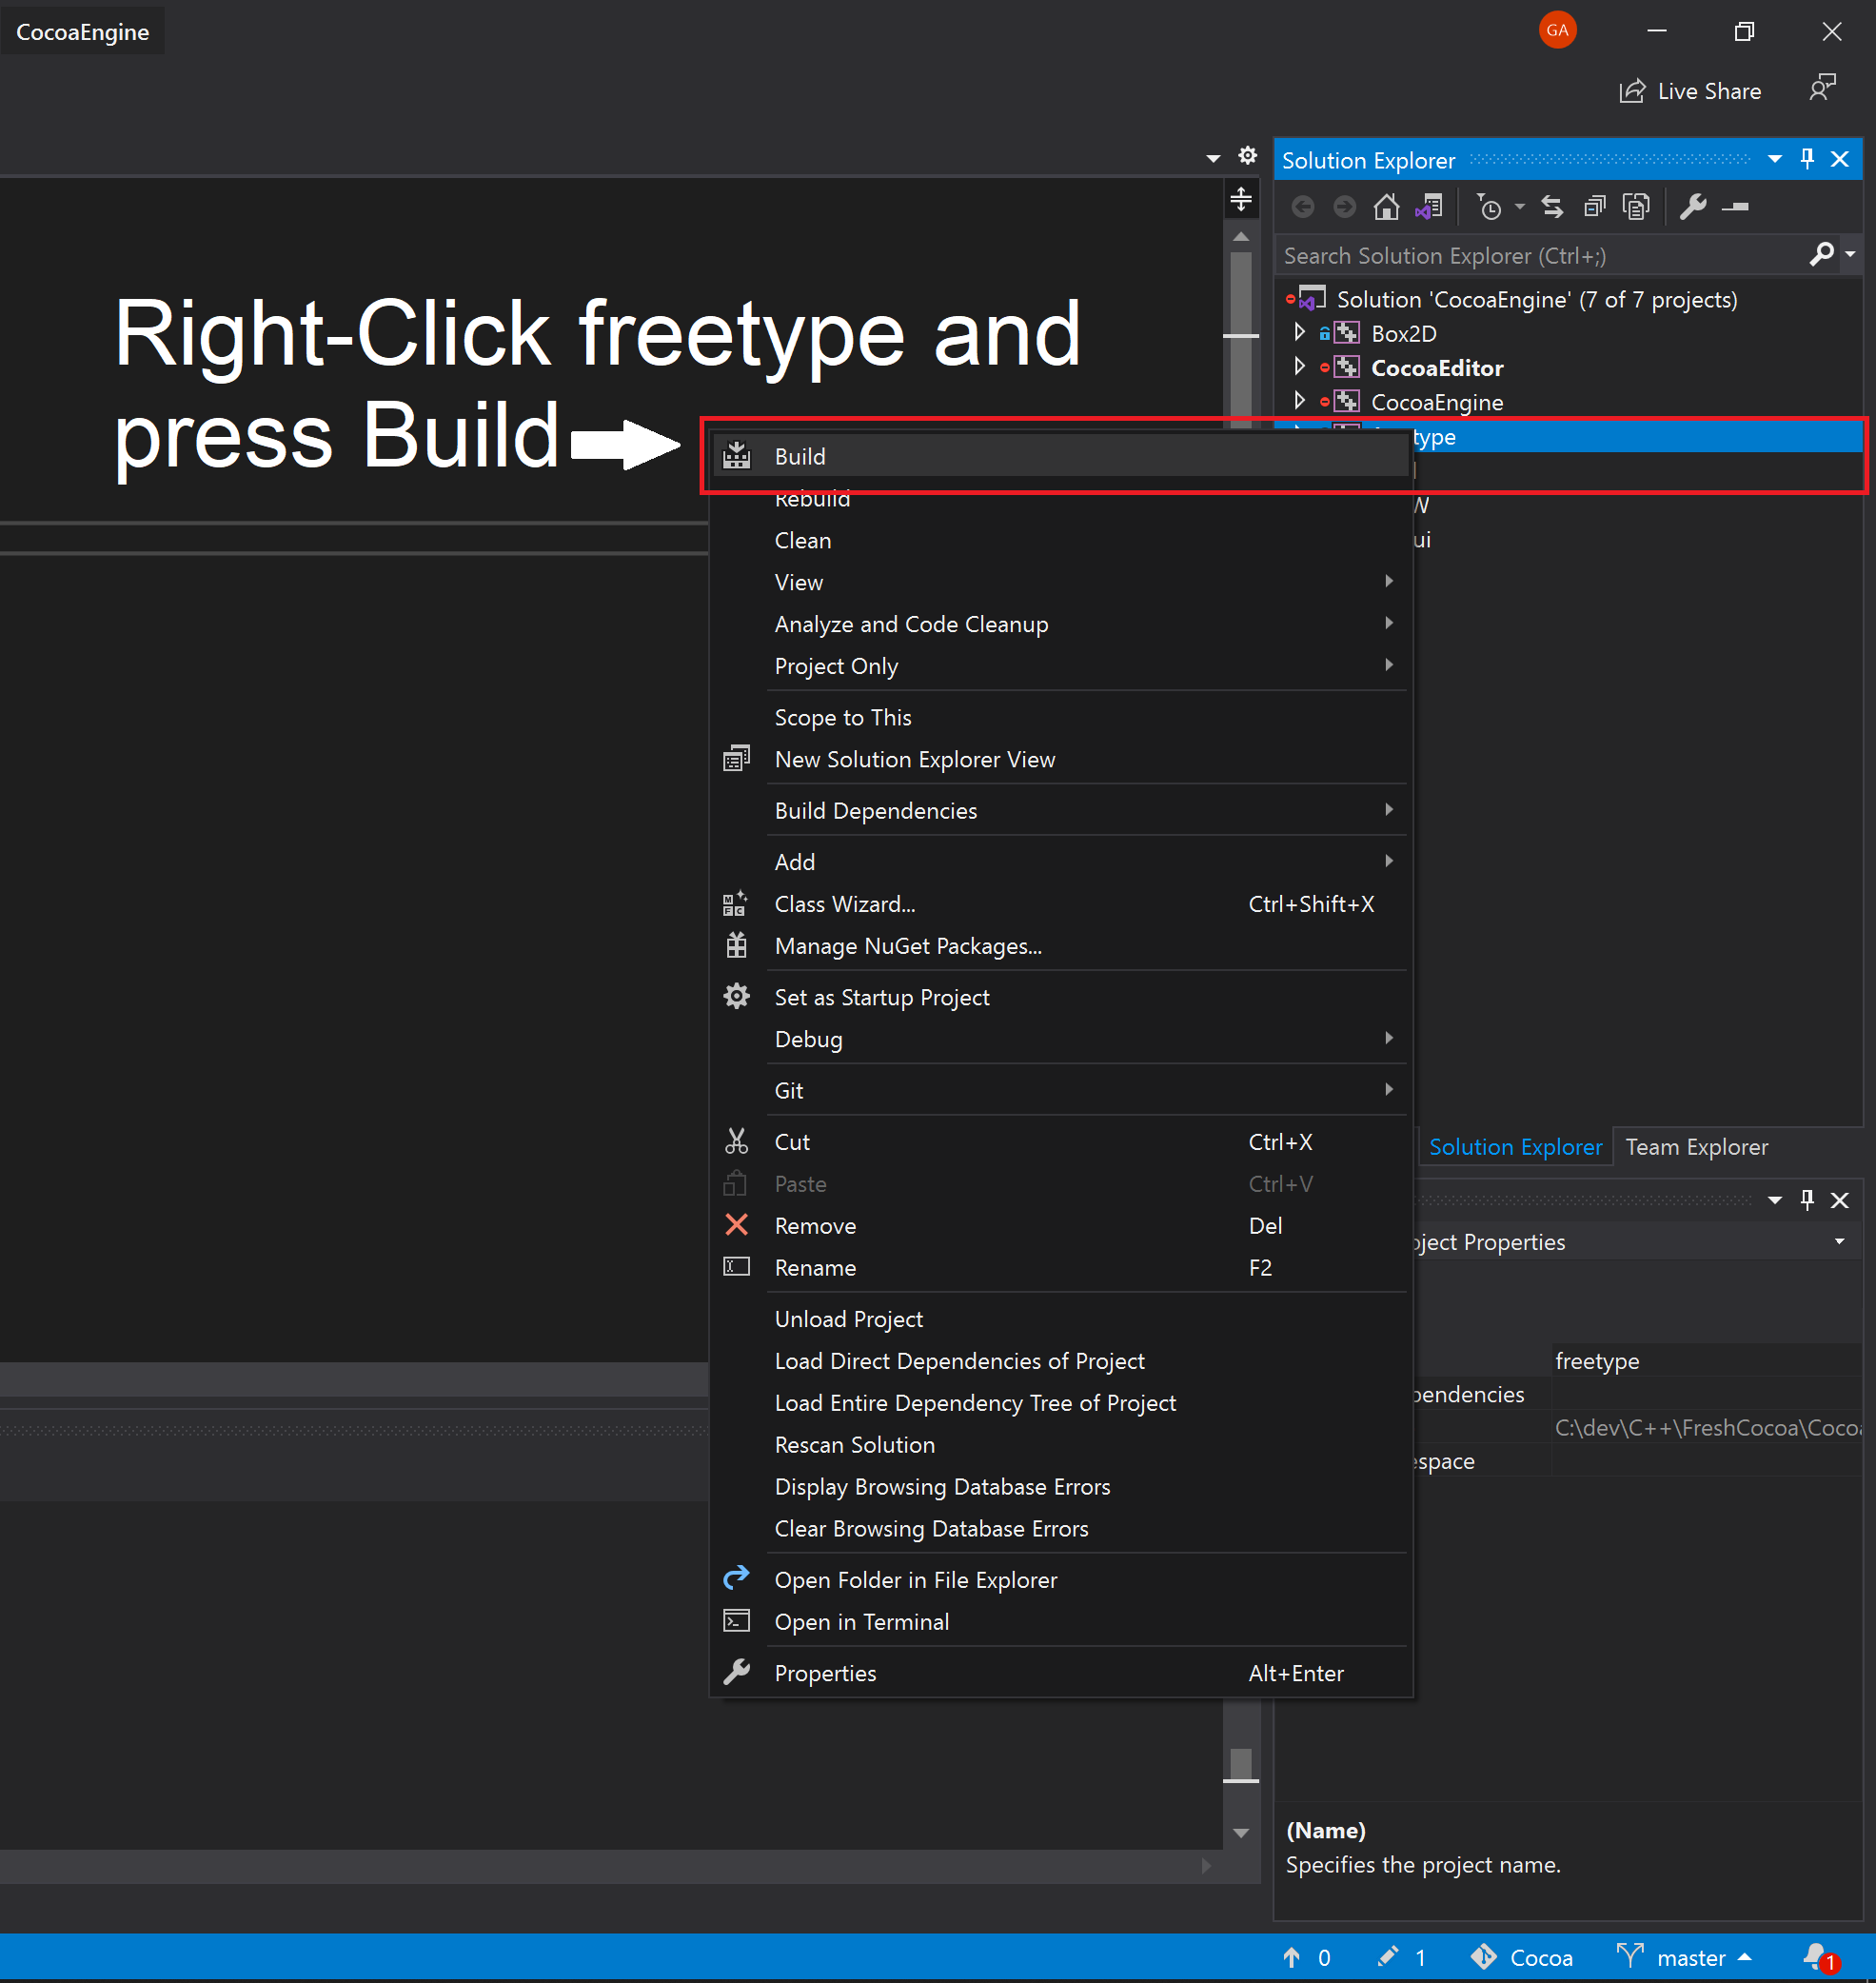 CocoaEngine
GA
Live Share
Solution Explorer
Search Solution Explorer (Ctrl+;)
Solution 'CocoaEngine' (7 of 7 projects)
Box2D
CocoaEditor
CocoaEngine
type
W
ui
Right-Click freetype and
press Build
Build
Rebuild
Clean
View
Analyze and Code Cleanup
Project Only
Scope to This
New Solution Explorer View
Build Dependencies
Add
Class Wizard... Ctrl+Shift+X
Manage NuGet Packages...
Set as Startup Project
Debug
Git
Cut Ctrl+X
Paste Ctrl+V
Remove Del
Rename F2
Unload Project
Load Direct Dependencies of Project
Load Entire Dependency Tree of Project
Rescan Solution
Display Browsing Database Errors
Clear Browsing Database Errors
Open Folder in File Explorer
Open in Terminal
Properties Alt+Enter
Solution Explorer Team Explorer
ject Properties
freetype
pendencies
C:\dev\C++\FreshCocoa\Cocoa
space
(Name)
Specifies the project name.
0 1 Cocoa master 1